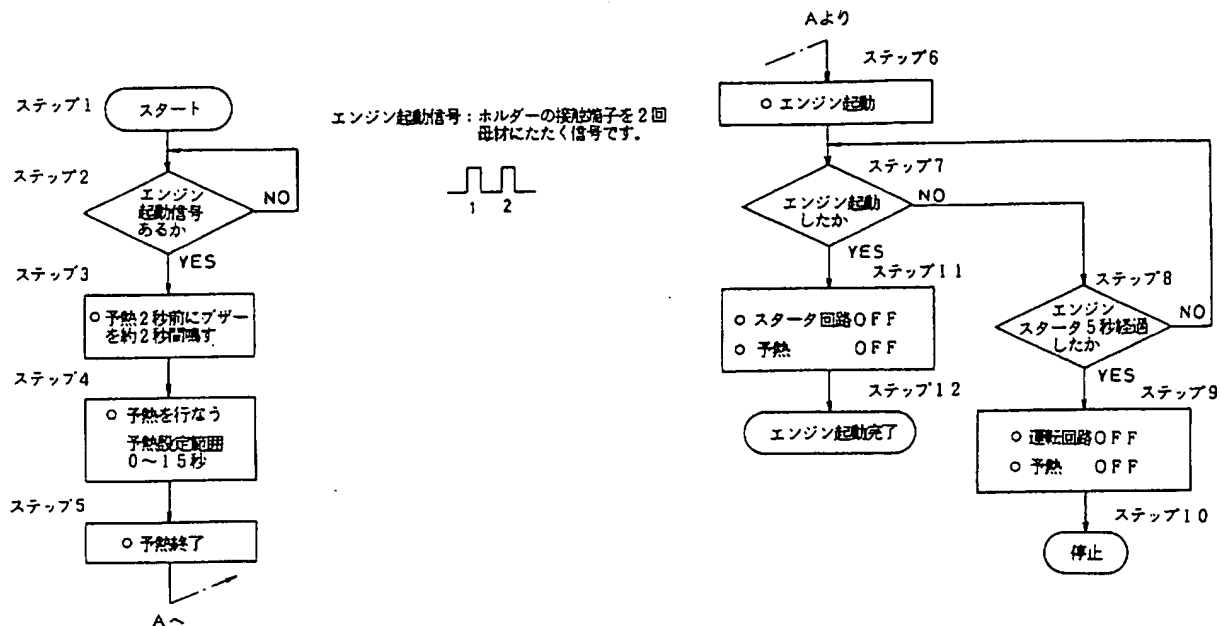 ステップ1
スタート
ステップ2
エンジン
起動信号
あるか
NO
YES
ステップ3
○ 予熱2秒前にブザー
を約2秒間鳴す
ステップ4
○ 予熱を行なう
予熱設定範囲
0～15秒
ステップ5
○ 予熱終了
Aへ
エンジン起動信号：ホルダーの接触端子を2回
母材にたたく信号です。
1 2
Aより
ステップ6
○ エンジン起動
ステップ7
エンジン起動
したか
NO
YES
ステップ8
エンジン
スタータ5秒経過
したか
NO
YES
ステップ9
○ 運転回路OFF
○ 予熱 OFF
ステップ10
停止
ステップ11
○ スタータ回路OFF
○ 予熱 OFF
ステップ12
エンジン起動完了